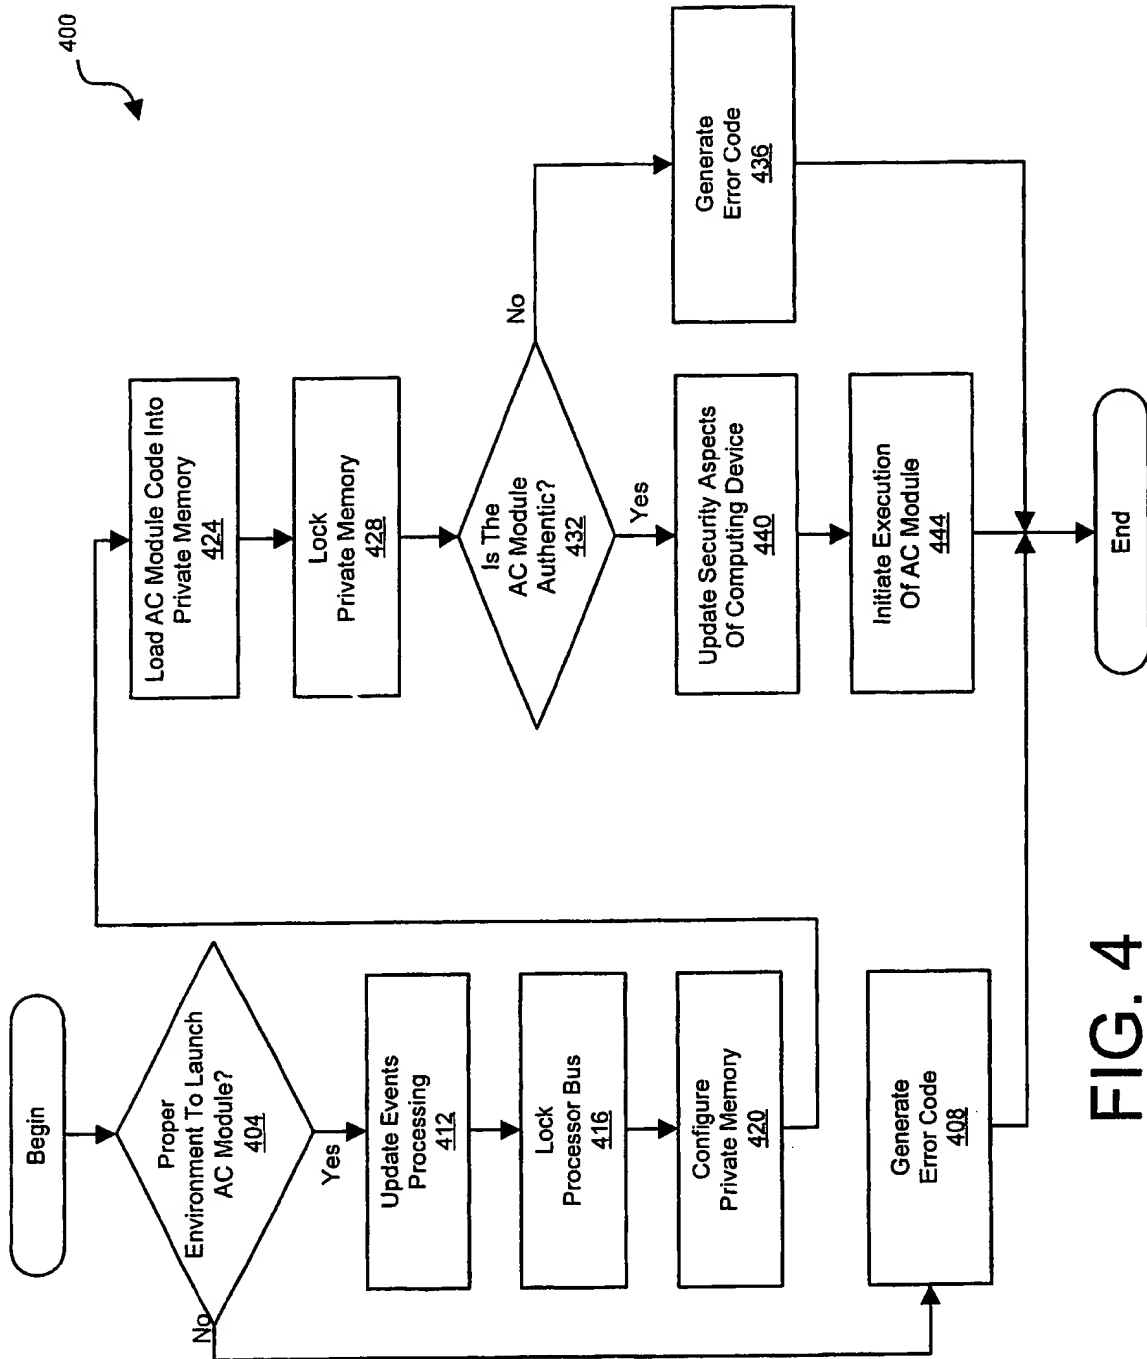 400
Begin
Proper
Environment To Launch
AC Module?
404
No
Yes
Update Events
Processing
412
Lock
Processor Bus
416
Configure
Private Memory
420
Generate
Error Code
408
Load AC Module Code Into
Private Memory
424
Lock
Private Memory
428
Is The
AC Module
Authentic?
432
No
Yes
Generate
Error Code
436
Update Security Aspects
Of Computing Device
440
Initiate Execution
Of AC Module
444
End
FIG. 4